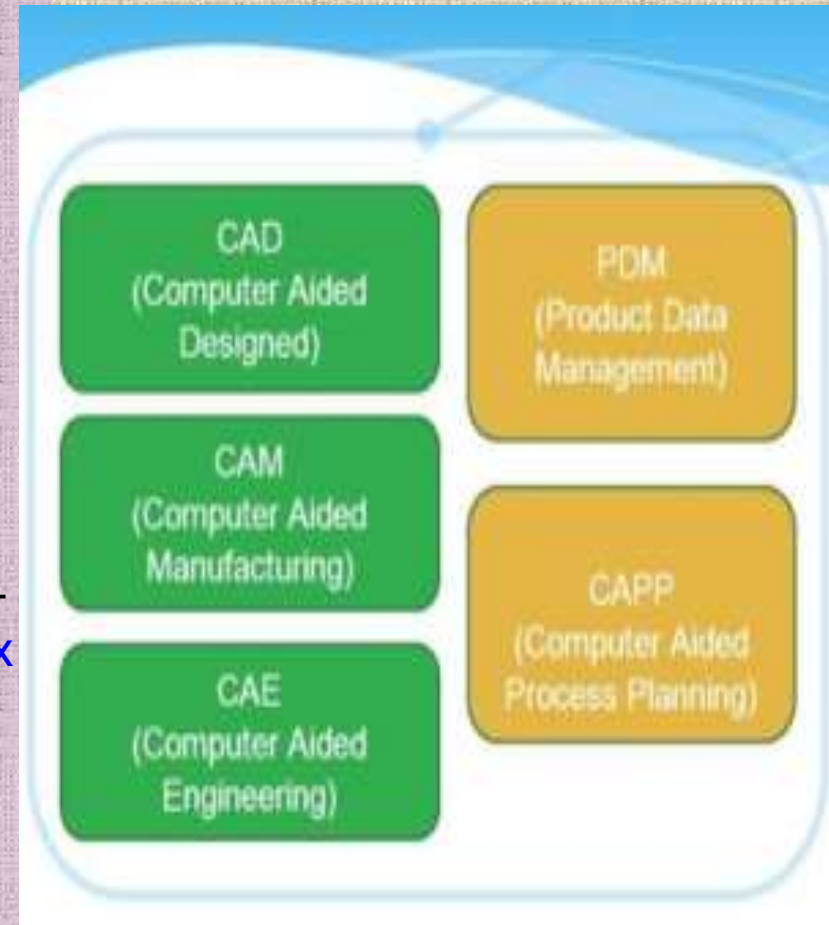 CAD
(Computer Aided
Designed)
CAM
(Computer Aided
Manufacturing)
CAE
(Computer Aided
Engineering)
PDM
(Product Data
Management)
CAPP
(Computer Aided
Process Planning)